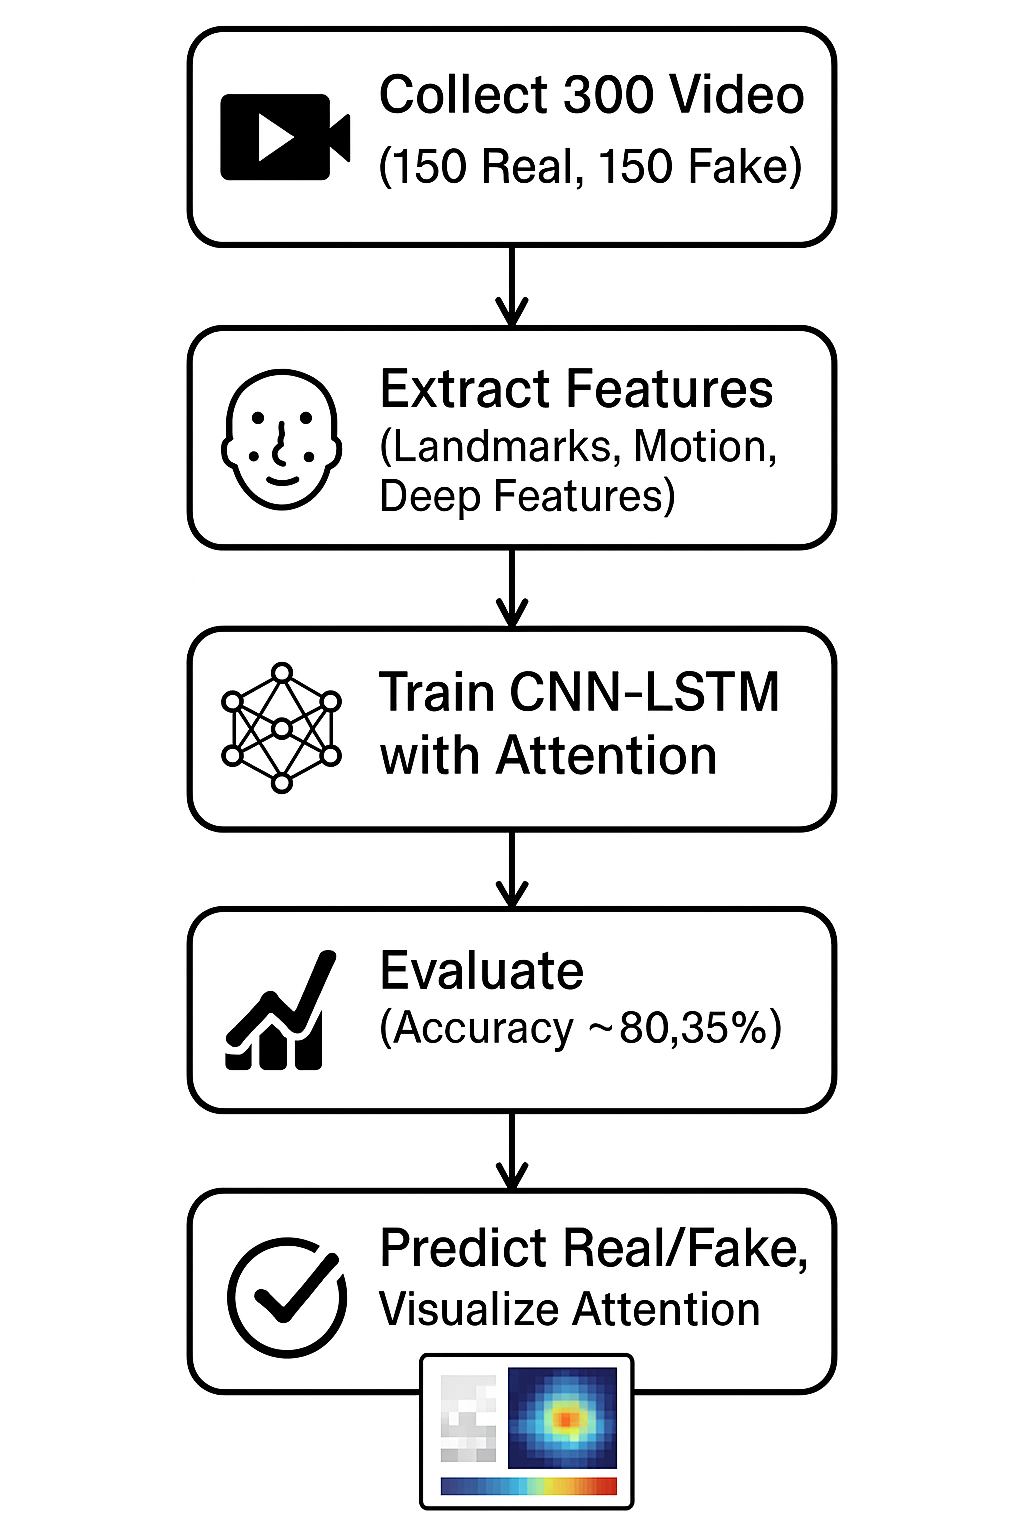 Collect 300 Video
(150 Real, 150 Fake)
Extract Features
(Landmarks, Motion,
Deep Features)
Train CNN-LSTM
with Attention
Evaluate
(Accuracy ~80,35%)
Predict Real/Fake,
Visualize Attention